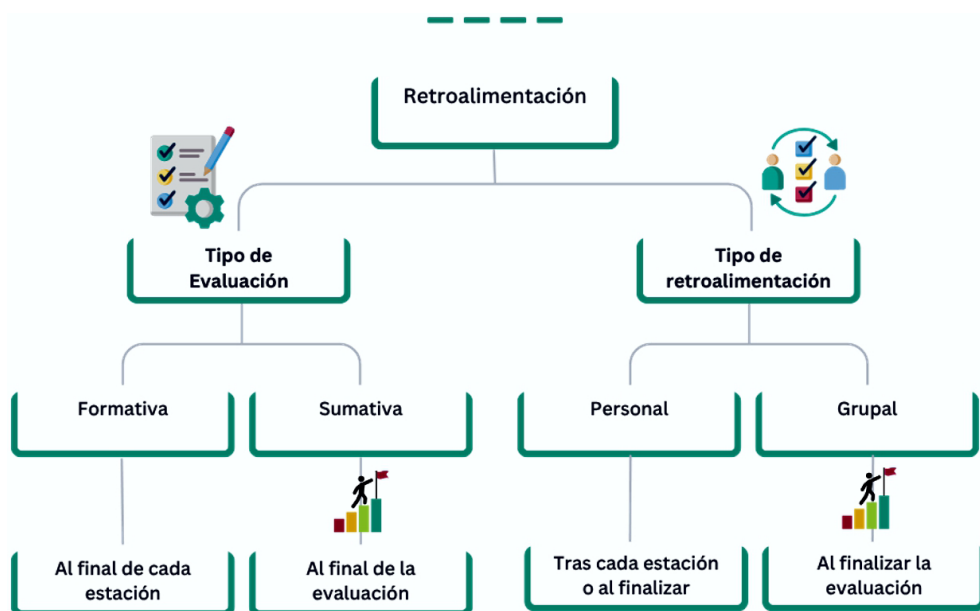 Retroalimentación
Tipo de
Evaluación
Tipo de
retroalimentación
Formativa
Sumativa
Personal
Grupal
Al final de cada
estación
Al final de la
evaluación
Tras cada estación
o al finalizar
Al finalizar la
evaluación